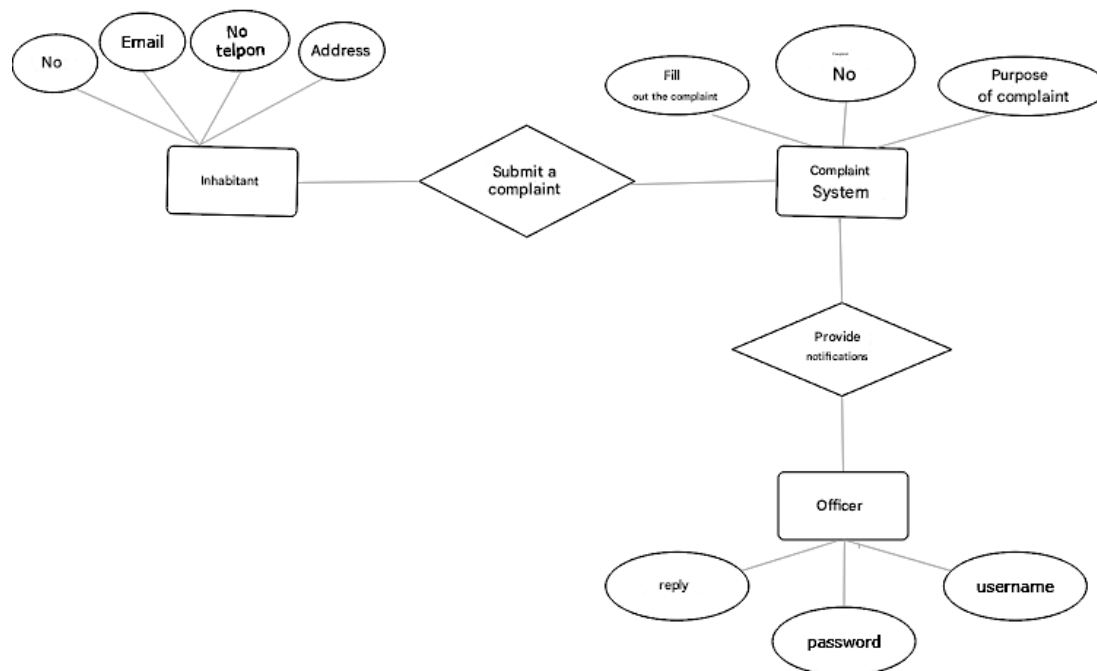 No
Email
No
telpon
Address
Fill
out the complaint
No
Purpose
of complaint
Inhabitant
Submit a
complaint
Complaint
System
Provide
notifications
Officer
reply
password
username